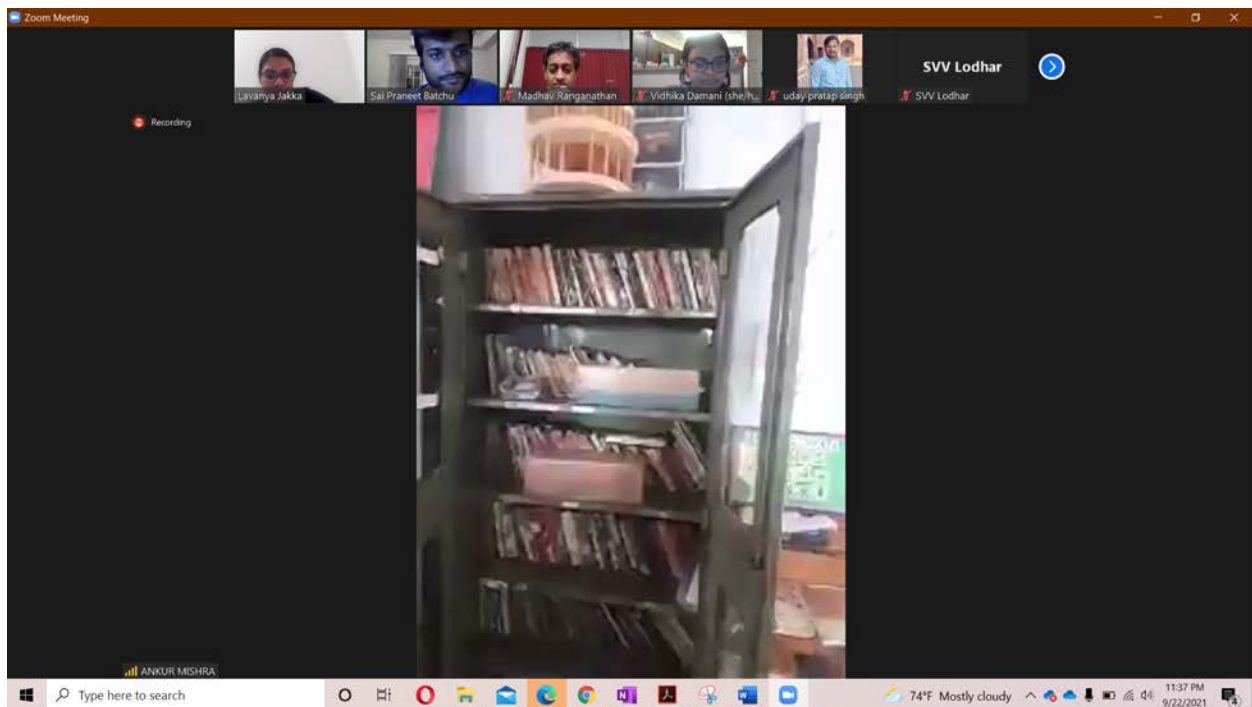 Zoom Meeting
SVV Lodhar
Lavanya Jakka
Sai Praneet Batchu
Madhav Ranganathan
Vidhika Damani (she/h...
uday pratap singh
SVV Lodhar
Recording
ANKUR MISHRA
Type here to search
74°F Mostly cloudy
11:37 PM
9/22/2021
4